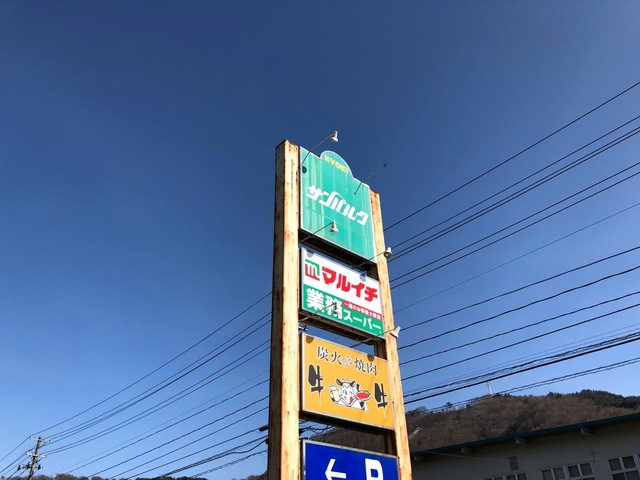 KYOEI
サンパルク
マルイチ
業務スーパー
炭火焼肉
牛 牛
P